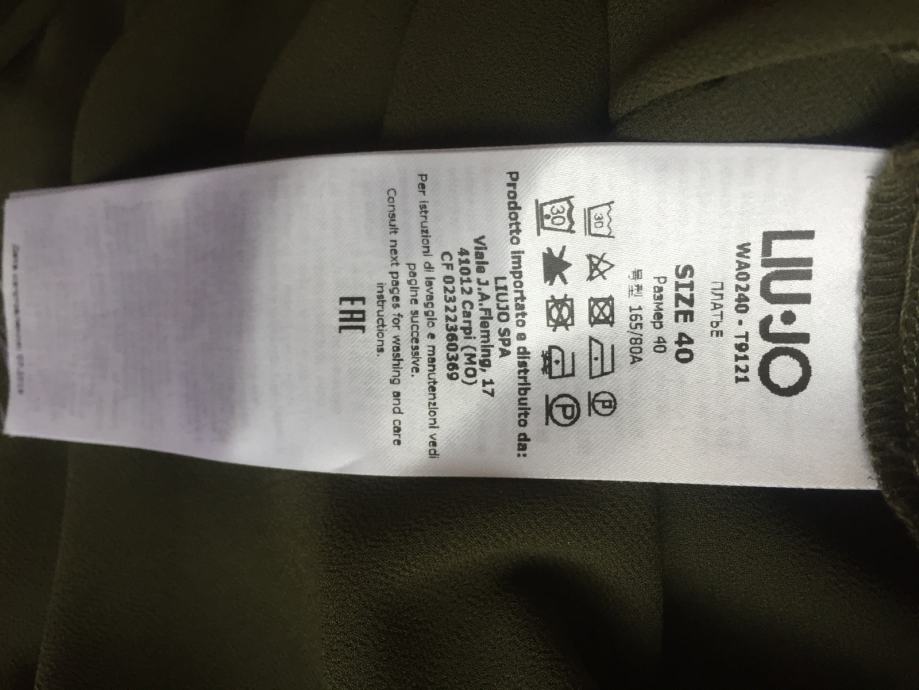 LIU·JO
WA0240 - T9121
ПЛАТЬЕ
SIZE 40
Размер 40
号型 165/80A
30
P
30
P
Prodotto importato e distribuito da:
LIUJO SPA
Viale J.A.Fleming, 17
41012 Carpi (MO)
CF 02322360369
Per istruzioni di lavaggio e manutenzioni vedi
pagine successive.
Consult next pages for washing and care
instructions.
EAC